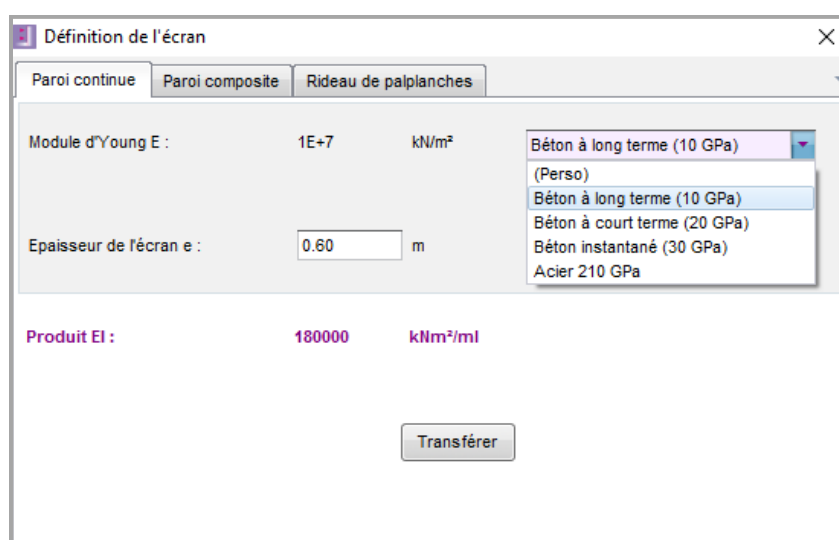 Définition de l'écran
Paroi continue Paroi composite Rideau de palplanches
Module d'Young E : 1E+7 kN/m² Béton à long terme (10 GPa)
(Perso)
Béton à long terme (10 GPa)
Béton à court terme (20 GPa)
Epaisseur de l'écran e : 0.60 m Béton instantané (30 GPa)
Acier 210 GPa
Produit EI : 180000 kNm²/ml
Transférer